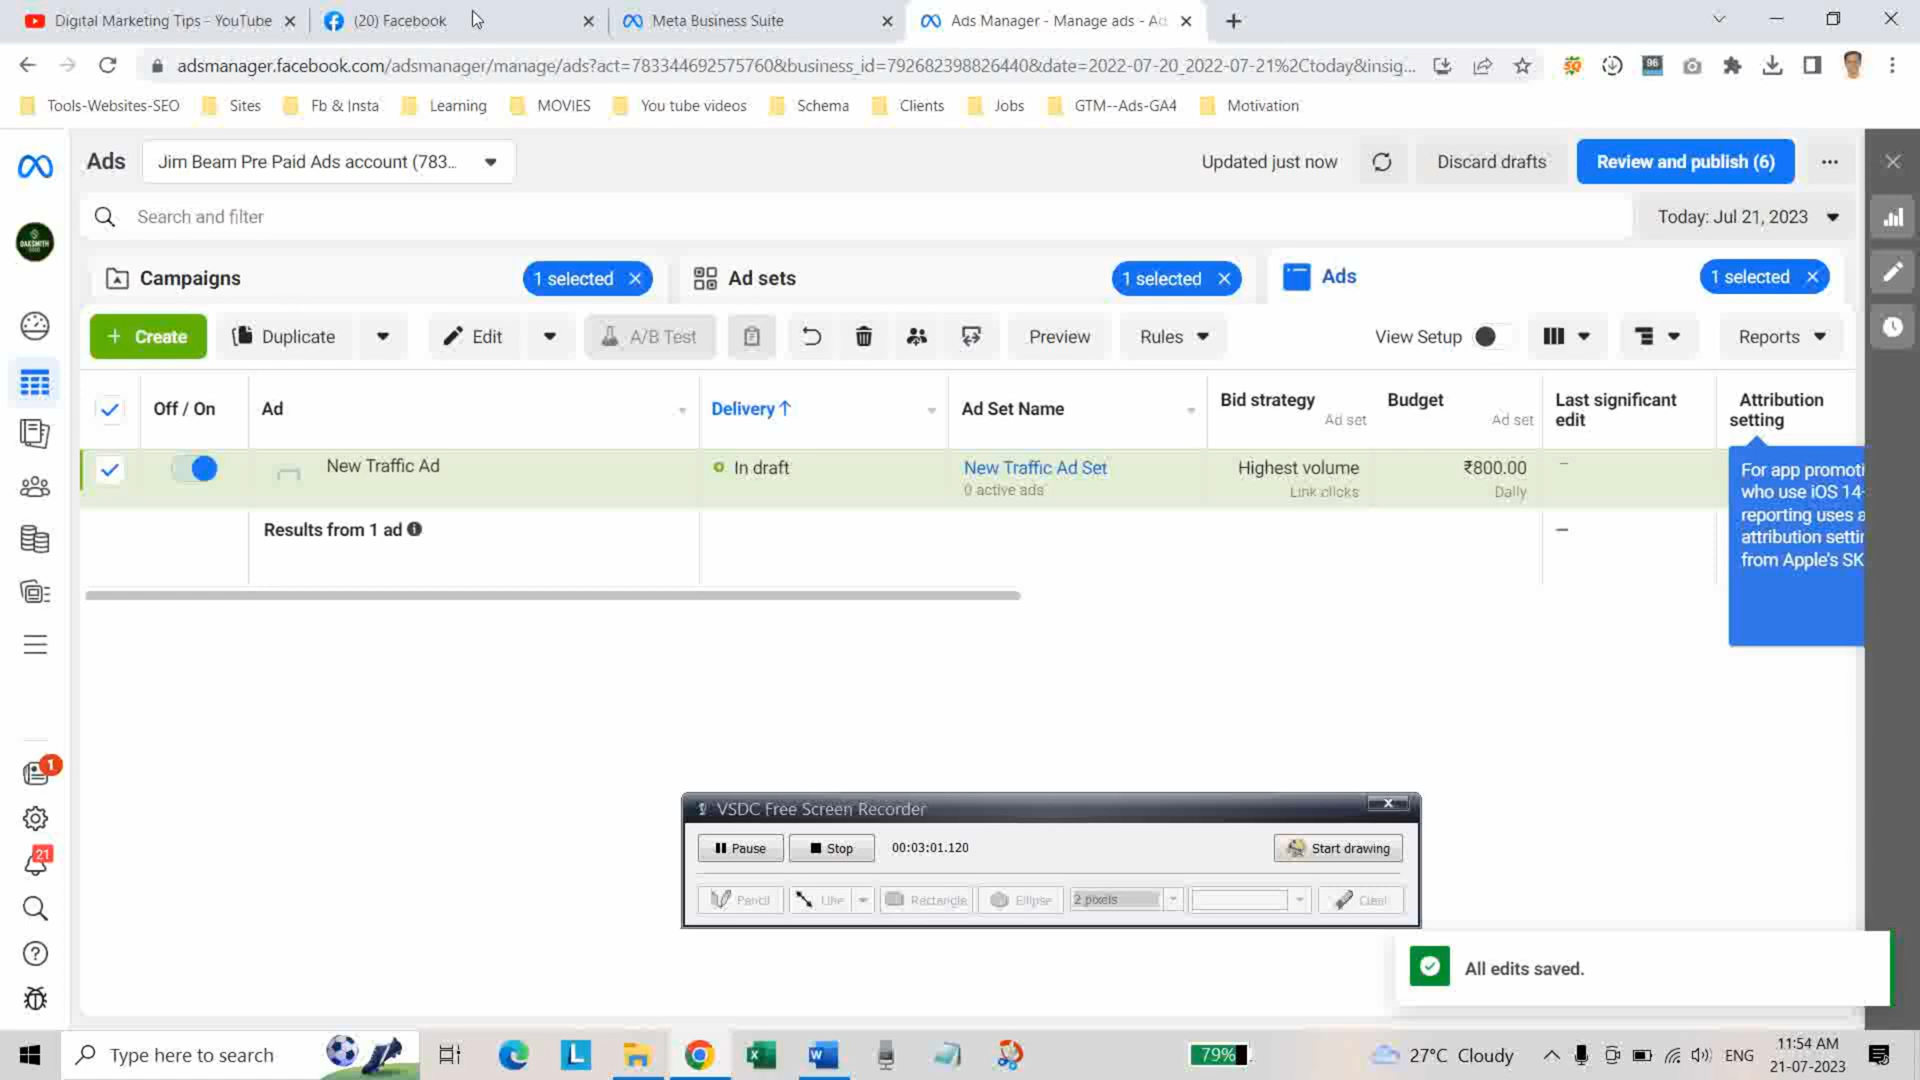 Digital Marketing Tips - YouTube
(20) Facebook
Meta Business Suite
Ads Manager - Manage ads - Ad
adsmanager.facebook.com/adsmanager/manage/ads?act=783344692575760&business_id=792682398826440&date=2022-07-20_2022-07-21%2Ctoday&insig...
96
Tools-Websites-SEO
Sites
Fb & Insta
Learning
MOVIES
You tube videos
Schema
Clients
Jobs
GTM--Ads-GA4
Motivation
Ads
Jim Beam Pre Paid Ads account (783...
Updated just now
Discard drafts
Review and publish (6)
Search and filter
Today: Jul 21, 2023
OAKSMITH
Campaigns
1 selected
Ad sets
1 selected
Ads
1 selected
+ Create
Duplicate
Edit
A/B Test
Preview
Rules
View Setup
Reports
Off / On
Ad
Delivery ↑
Ad Set Name
Bid strategy
Ad set
Budget
Ad set
Last significant
edit
Attribution
setting
New Traffic Ad
In draft
New Traffic Ad Set
0 active ads
Highest volume
Link clicks
₹800.00
Daily
–
For app promoti
who use iOS 14
reporting uses a
attribution settin
from Apple's SK
Results from 1 ad
–
1
21
VSDC Free Screen Recorder
Pause
Stop
00:03:01.120
Start drawing
Pencil
Line
Rectangle
Ellipse
2 pixels
Clear
All edits saved.
Type here to search
79%
27°C Cloudy
ENG
11:54 AM
21-07-2023